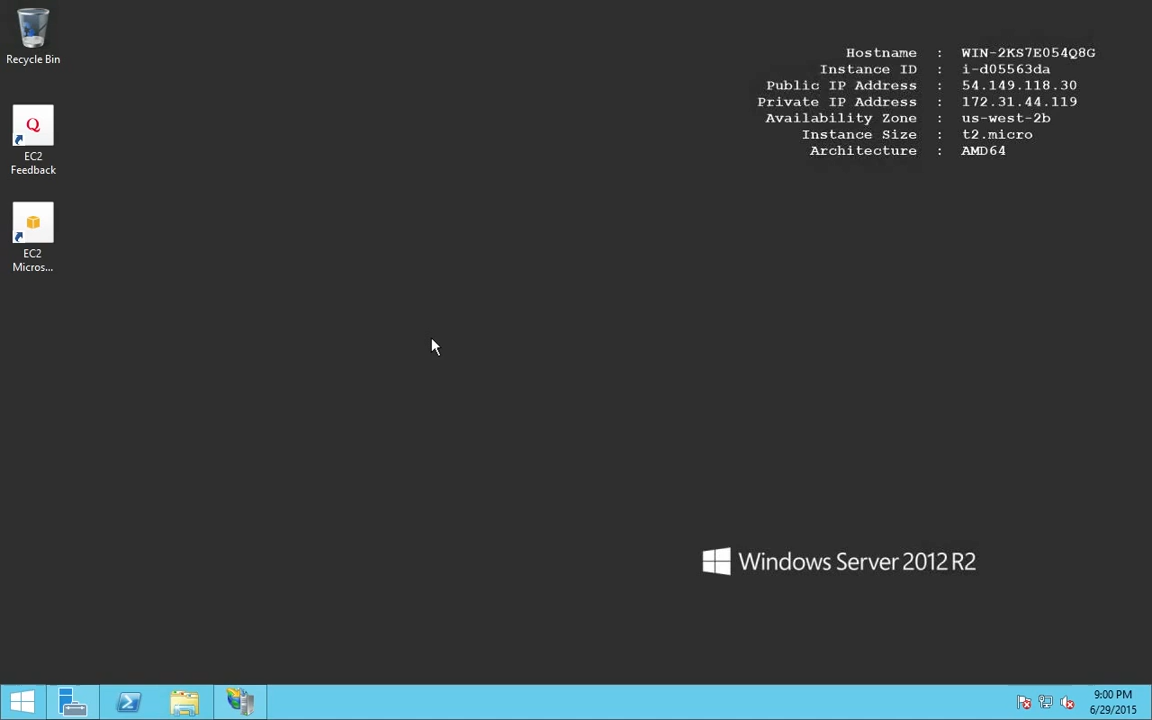 Recycle Bin
Q
EC2
Feedback
EC2
Micros...
Hostname : WIN-2KS7E054Q8G
Instance ID : i-d05563da
Public IP Address : 54.149.118.30
Private IP Address : 172.31.44.119
Availability Zone : us-west-2b
Instance Size : t2.micro
Architecture : AMD64
Windows Server 2012 R2
9:00 PM
6/29/2015